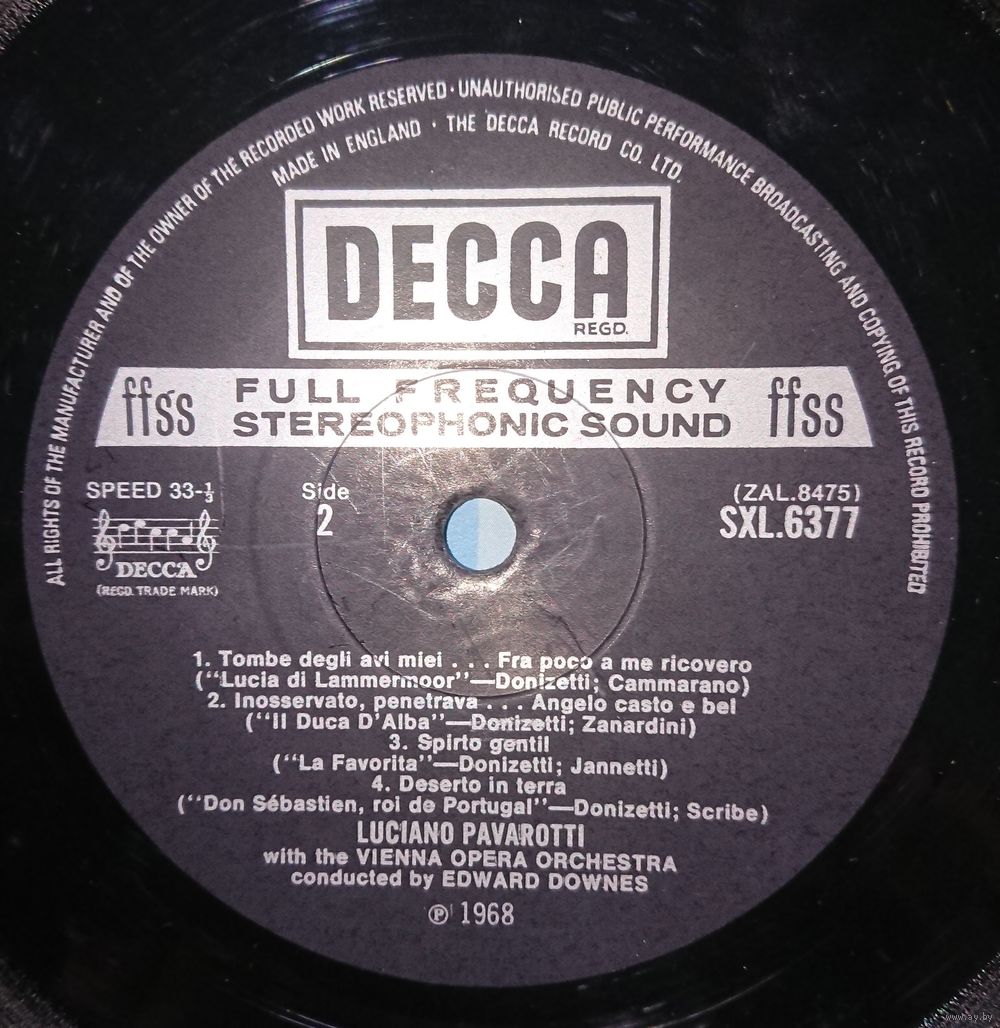 ALL RIGHTS OF THE MANUFACTURER AND OF THE OWNER OF THE RECORDED WORK RESERVED · UNAUTHORISED PUBLIC PERFORMANCE BROADCASTING AND COPYING OF THIS RECORD PROHIBITED
MADE IN ENGLAND · THE DECCA RECORD CO. LTD.
DECCA
REGD.
ffss FULL FREQUENCY ffss
STEREOPHONIC SOUND
SPEED 33-⅓ Side (ZAL.8475)
2 SXL.6377
DECCA
(REGD. TRADE MARK)
1. Tombe degli avi miei . . . Fra poco a me ricovero
(“Lucia di Lammermoor”—Donizetti; Cammarano)
2. Inosservato, penetrava . . . Angelo casto e bel
(“Il Duca D’Alba”—Donizetti; Zanardini)
3. Spirto gentil
(“La Favorita”—Donizetti; Jannetti)
4. Deserto in terra
(“Don Sébastien, roi de Portugal”—Donizetti; Scribe)
LUCIANO PAVAROTTI
with the VIENNA OPERA ORCHESTRA
conducted by EDWARD DOWNES
℗ 1968
www.ay.by